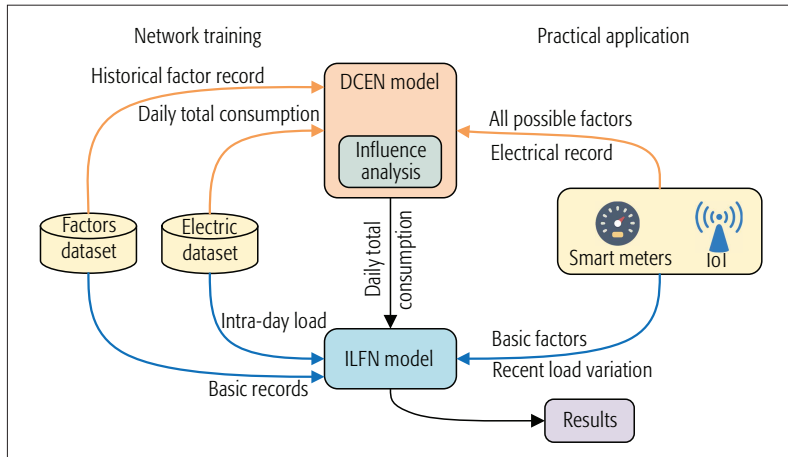 Network training
Practical application
Historical factor record
DCEN model
Daily total consumption
All possible factors
Influence
analysis
Electrical record
Factors
dataset
Electric
dataset
Daily total
consumption
Smart meters
IoI
Intra-day load
Basic factors
ILFN model
Recent load variation
Basic records
Results